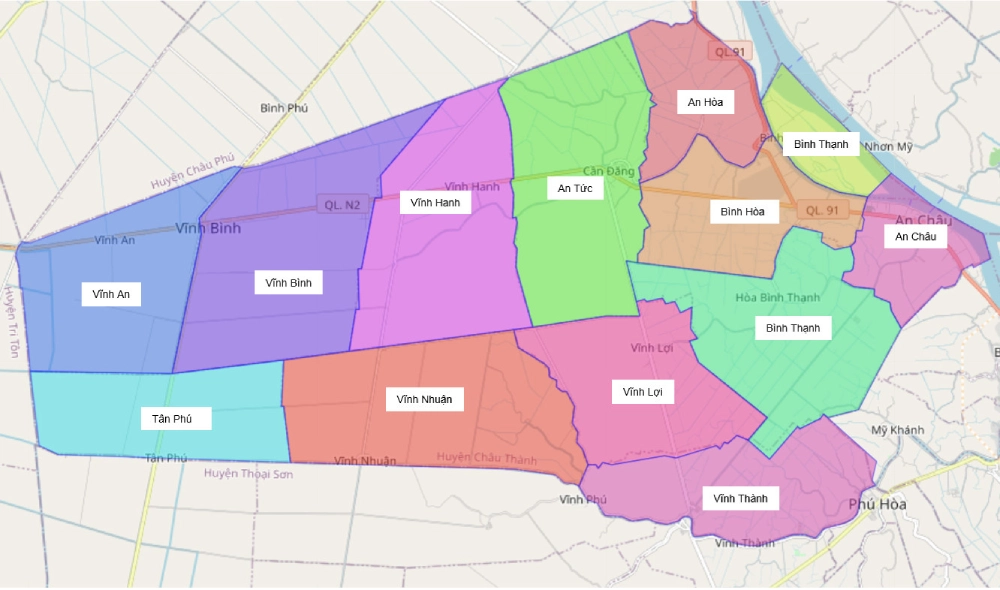 QL.91
An Hòa
Bình Phú
Bình
Bình Thạnh
Nhơn Mỹ
Huyện Châu Phú
Cần Đăng
Vĩnh Hanh
An Tức
Vĩnh Hanh
QL. N2
Bình Hòa
QL. 91
An Châu
Vĩnh Bình
An Châu
Vĩnh An
Vĩnh Bình
Vĩnh An
Hòa Bình Thạnh
Huyện Tri Tôn
Bình Thạnh
Vĩnh Lợi
B
Vĩnh Lợi
Vĩnh Nhuận
Tân Phú
Mỹ Khánh
Tân Phú
Vĩnh Nhuận
Huyện Châu Thành
Huyện Thoại Sơn
Vĩnh Phú
Vĩnh Thành
Phú Hòa
Vĩnh Thành